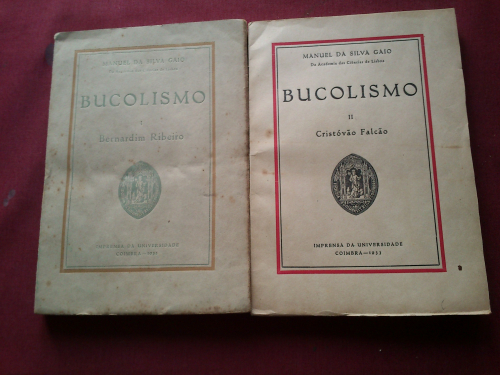 MANUEL DA SILVA GAIO
BUCOLISMO
I
Bernardim Ribeiro
IMPRENSA DA UNIVERSIDADE
MANUEL DA SILVA GAIO
Da Academia das Ciências de Lisboa
BUCOLISMO
II
Cristóvão Falcão
IMPRENSA DA UNIVERSIDADE
COIMBRA—1933